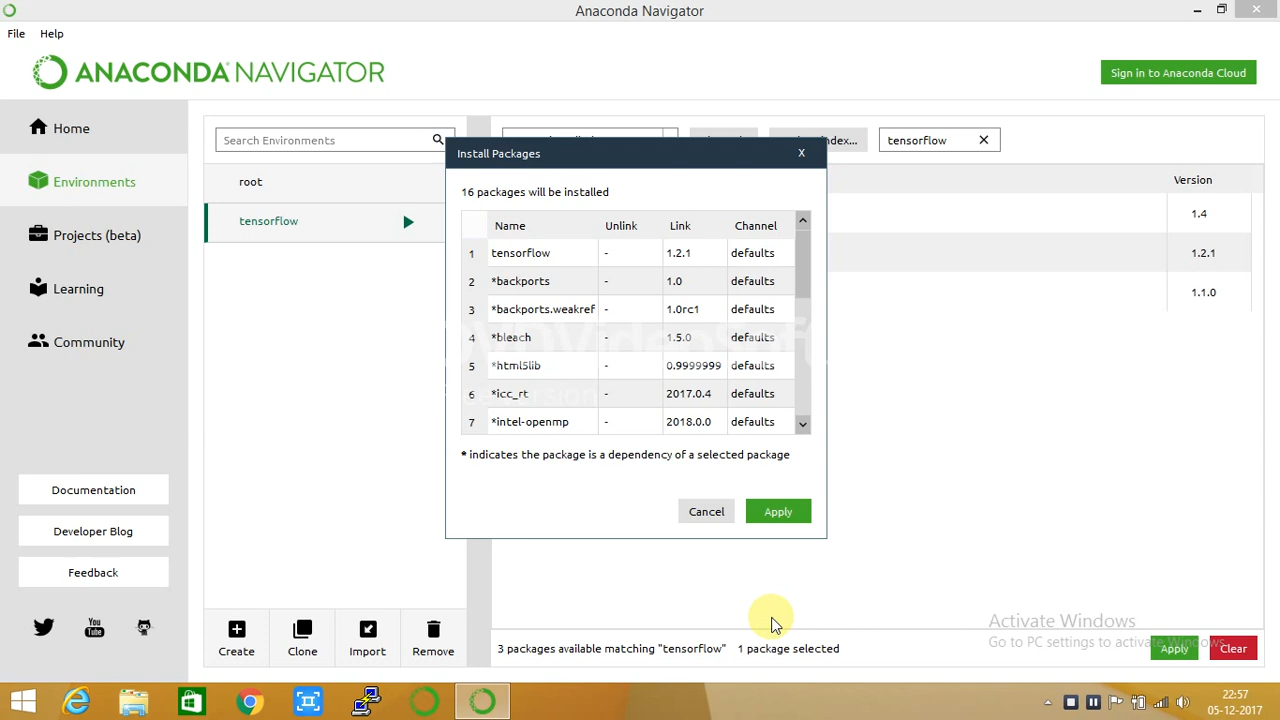 Anaconda Navigator
File Help
ANACONDA NAVIGATOR
Sign in to Anaconda Cloud
Home
Environments
Projects (beta)
Learning
Community
Documentation
Developer Blog
Feedback
Search Environments
root
tensorflow
Create
Clone
Import
Remove
tensorflow
Version
1.4
1.2.1
1.1.0
Install Packages
X
16 packages will be installed
Name Unlink Link Channel
1 tensorflow - 1.2.1 defaults
2 *backports - 1.0 defaults
3 *backports.weakref - 1.0rc1 defaults
4 *bleach - 1.5.0 defaults
5 *html5lib - 0.9999999 defaults
6 *icc_rt - 2017.0.4 defaults
7 *intel-openmp - 2018.0.0 defaults
* indicates the package is a dependency of a selected package
Cancel Apply
3 packages available matching "tensorflow" 1 package selected
Apply Clear
Activate Windows
Go to PC settings to activate Windows.
22:57
05-12-2017